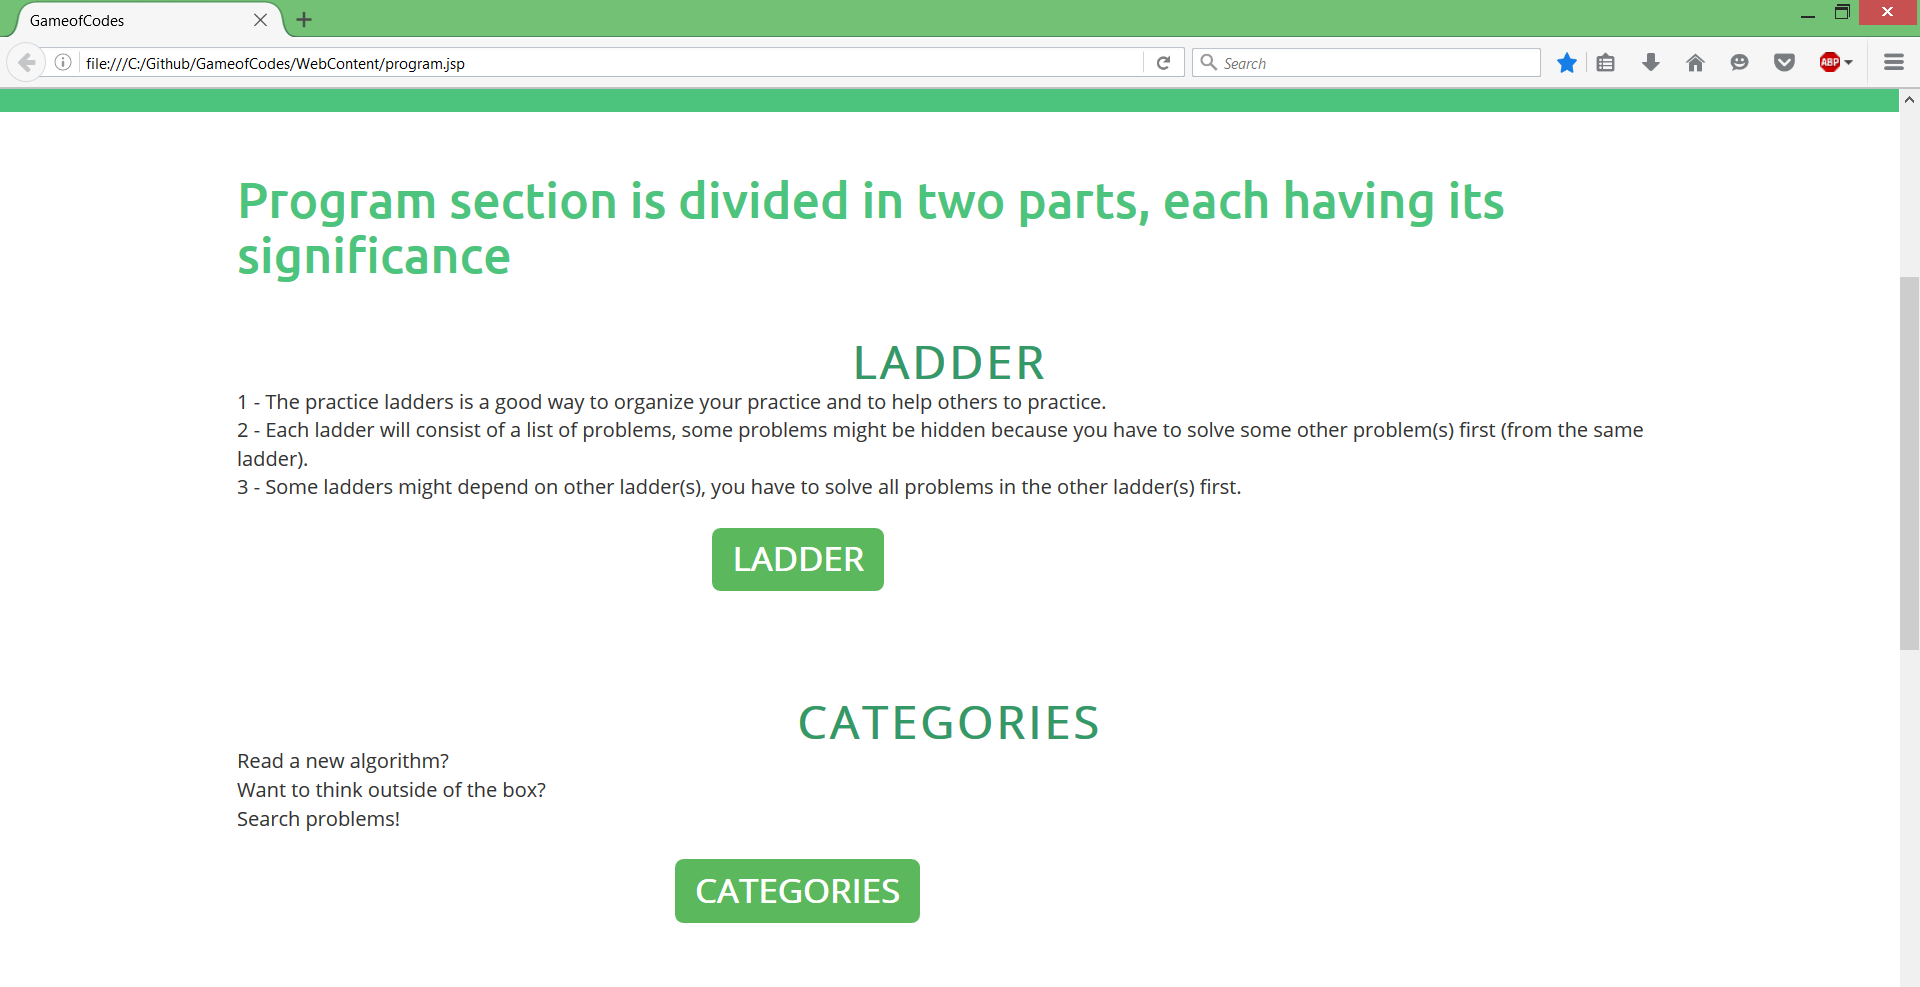 GameofCodes
file:///C:/Github/GameofCodes/WebContent/program.jsp
Search
ABP
Program section is divided in two parts, each having its
significance
LADDER
1 - The practice ladders is a good way to organize your practice and to help others to practice.
2 - Each ladder will consist of a list of problems, some problems might be hidden because you have to solve some other problem(s) first (from the same
ladder).
3 - Some ladders might depend on other ladder(s), you have to solve all problems in the other ladder(s) first.
LADDER
CATEGORIES
Read a new algorithm?
Want to think outside of the box?
Search problems!
CATEGORIES